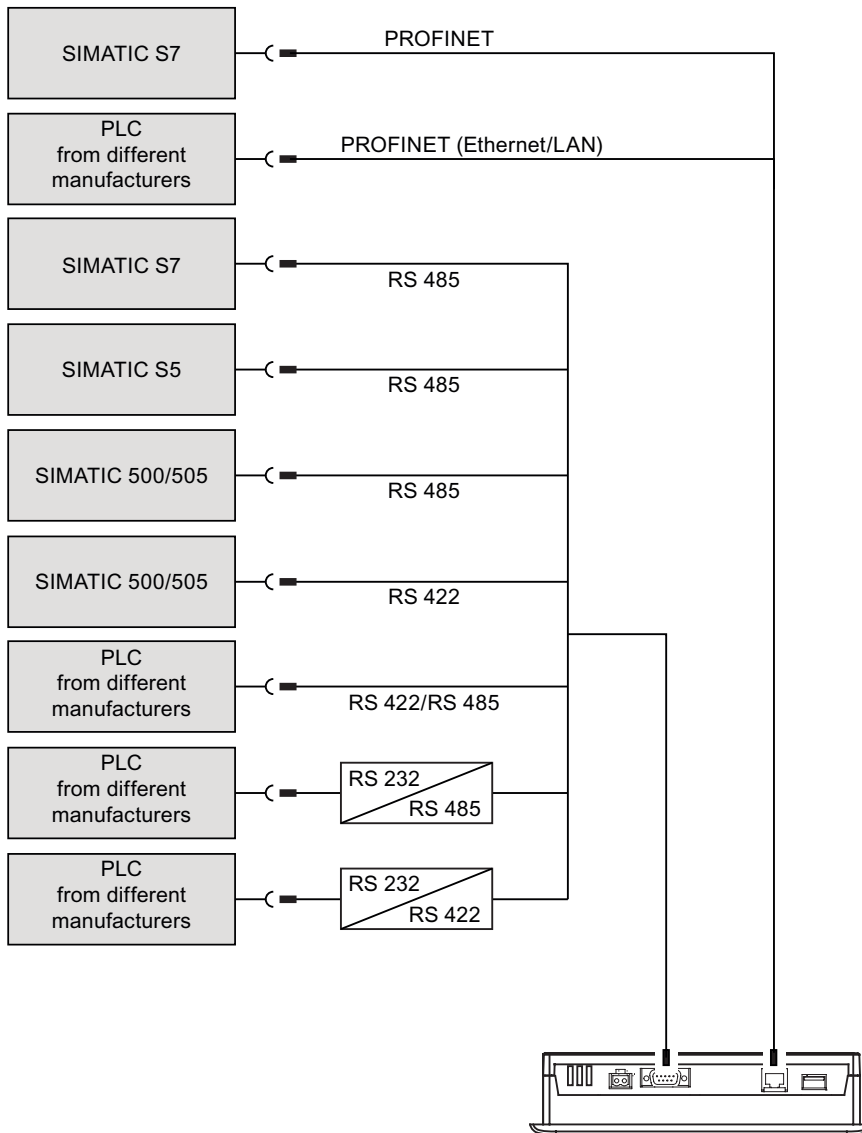 SIMATIC S7
PROFINET
PLC
from different
manufacturers
PROFINET (Ethernet/LAN)
SIMATIC S7
RS 485
SIMATIC S5
RS 485
SIMATIC 500/505
RS 485
SIMATIC 500/505
RS 422
PLC
from different
manufacturers
RS 422/RS 485
PLC
from different
manufacturers
RS 232
RS 485
PLC
from different
manufacturers
RS 232
RS 422